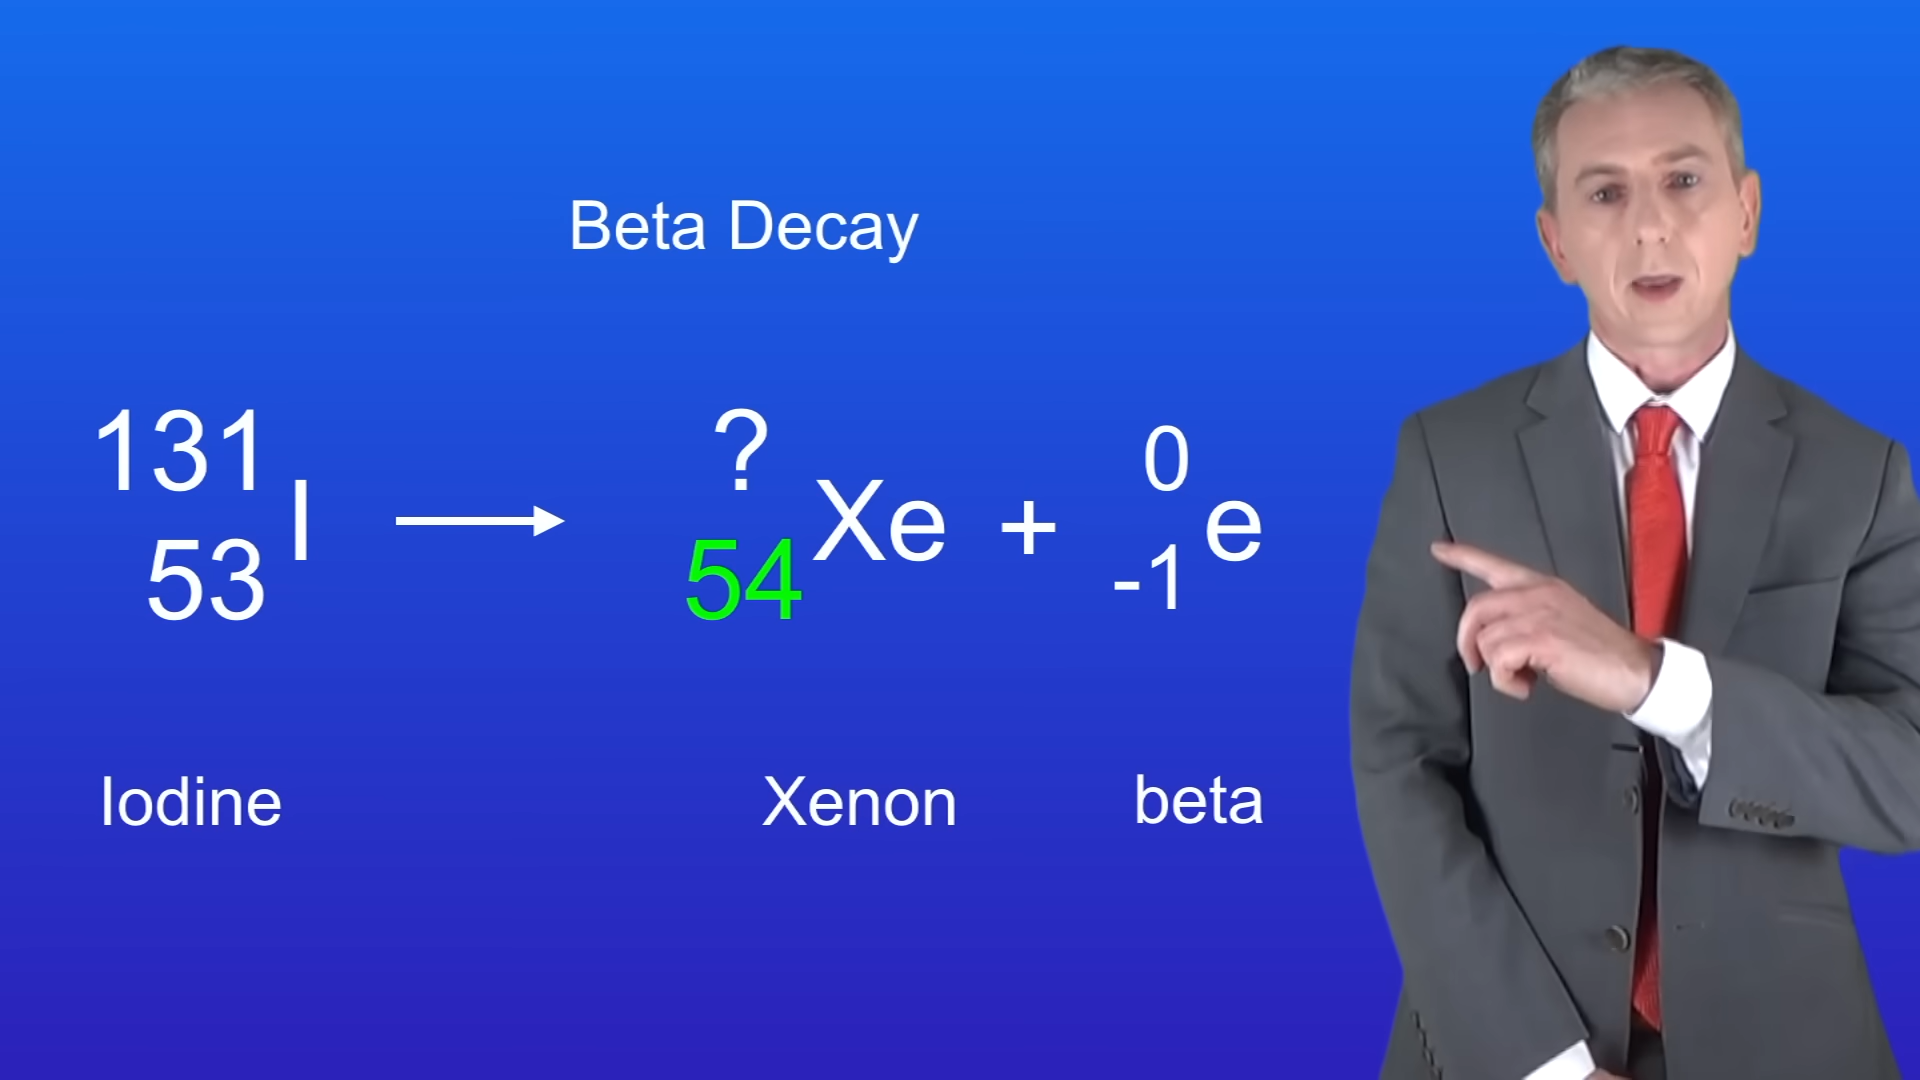 Beta Decay
131 ? 0
I → Xe + e
53 54 -1
Iodine Xenon beta